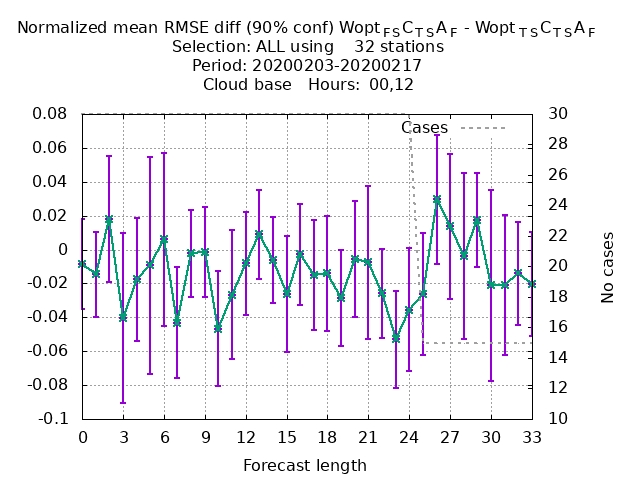 Normalized mean RMSE diff (90% conf) Wopt FS C TS A F - Wopt TS C TS A F
Selection: ALL using 32 stations
Period: 20200203-20200217
Cloud base Hours: 00,12
Cases
0.08
0.06
0.04
0.02
0
-0.02
-0.04
-0.06
-0.08
-0.1
30
28
26
24
22
20
18
16
14
12
10
No cases
0 3 6 9 12 15 18 21 24 27 30 33
Forecast length